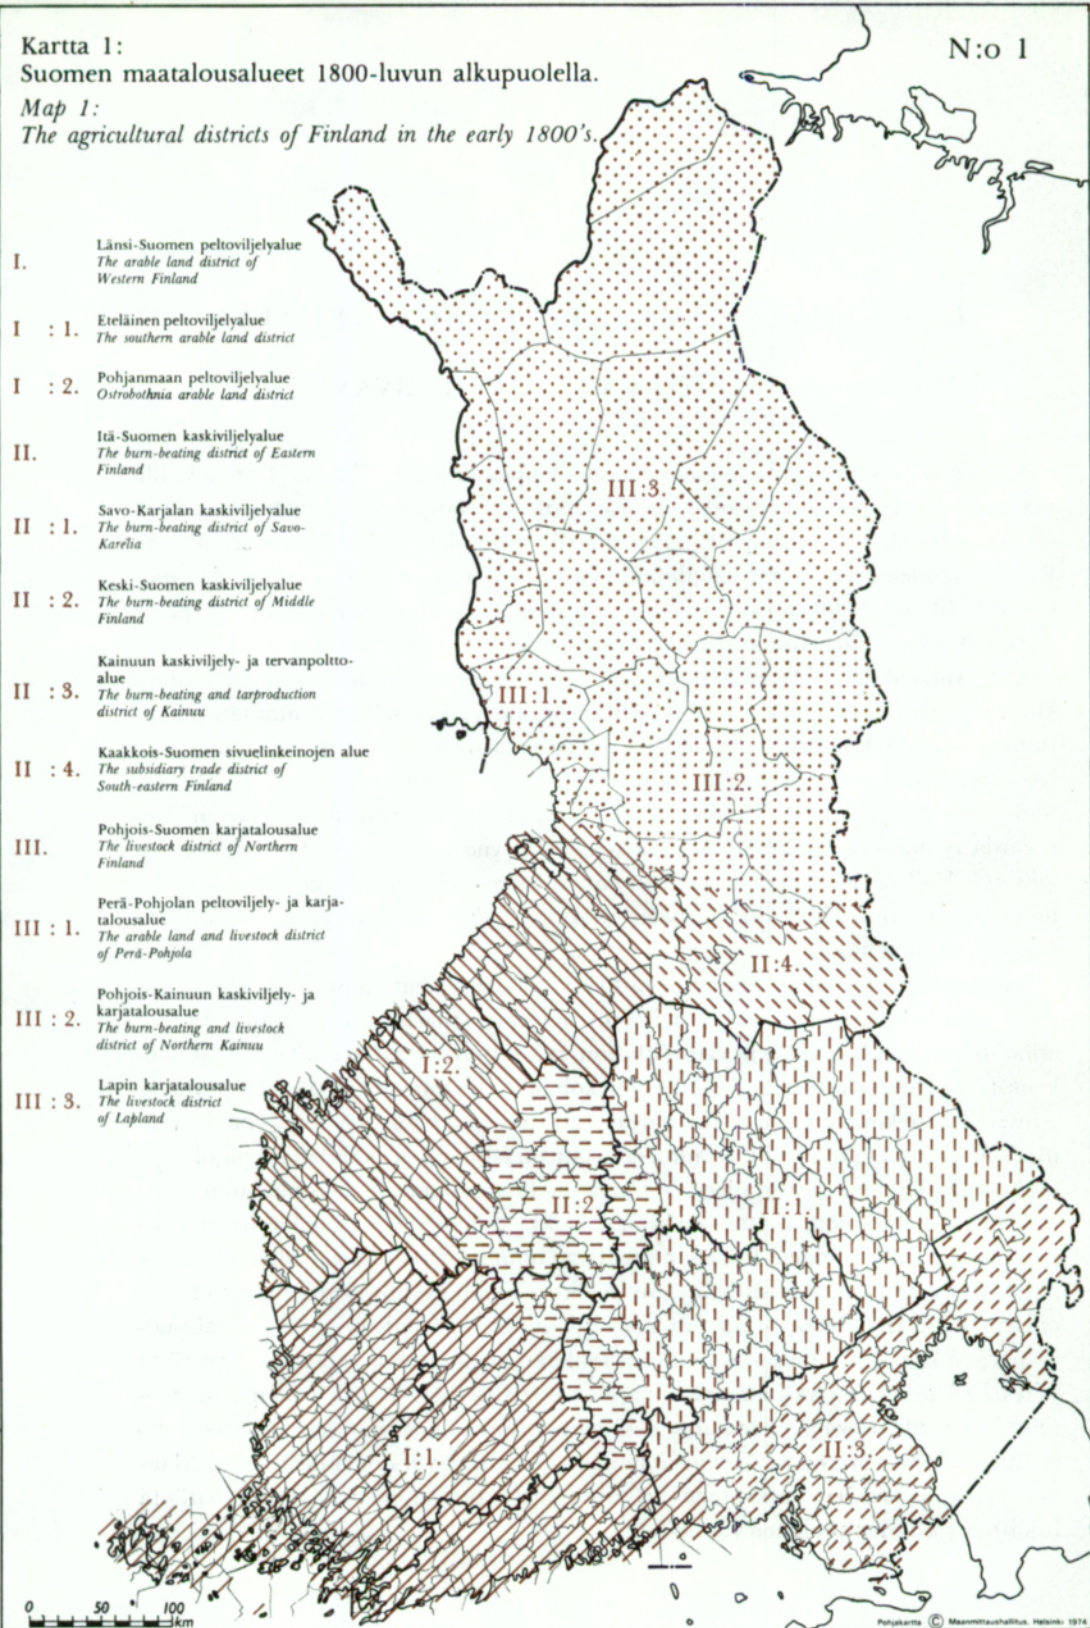 Kartta 1:
Suomen maatalousalueet 1800-luvun alkupuolella.
Map 1:
The agricultural districts of Finland in the early 1800's.
N:o 1
I. Länsi-Suomen peltoviljelyalue
The arable land district of
Western Finland
I : 1. Eteläinen peltoviljelyalue
The southern arable land district
I : 2. Pohjanmaan peltoviljelyalue
Ostrobothnia arable land district
II. Itä-Suomen kaskiviljelyalue
The burn-beating district of Eastern
Finland
II : 1. Savo-Karjalan kaskiviljelyalue
The burn-beating district of Savo-
Karelia
II : 2. Keski-Suomen kaskiviljelyalue
The burn-beating district of Middle
Finland
II : 3. Kainuun kaskiviljely- ja tervanpoltto-
alue
The burn-beating and tarproduction
district of Kainuu
II : 4. Kaakkois-Suomen sivuelinkeinojen alue
The subsidiary trade district of
South-eastern Finland
III. Pohjois-Suomen karjatalousalue
The livestock district of Northern
Finland
III : 1. Perä-Pohjolan peltoviljely- ja karja-
talousalue
The arable land and livestock district
of Perä-Pohjola
III : 2. Pohjois-Kainuun kaskiviljely- ja
karjatalousalue
The burn-beating and livestock
district of Northern Kainuu
III : 3. Lapin karjatalousalue
The livestock district
of Lapland
III:3.
III:1.
III:2.
II:4.
I:2.
II:2
II:1.
I:1.
II:3.
0 50 100
km
Pohjakartta © Maanmittaushallitus. Helsinki 1974